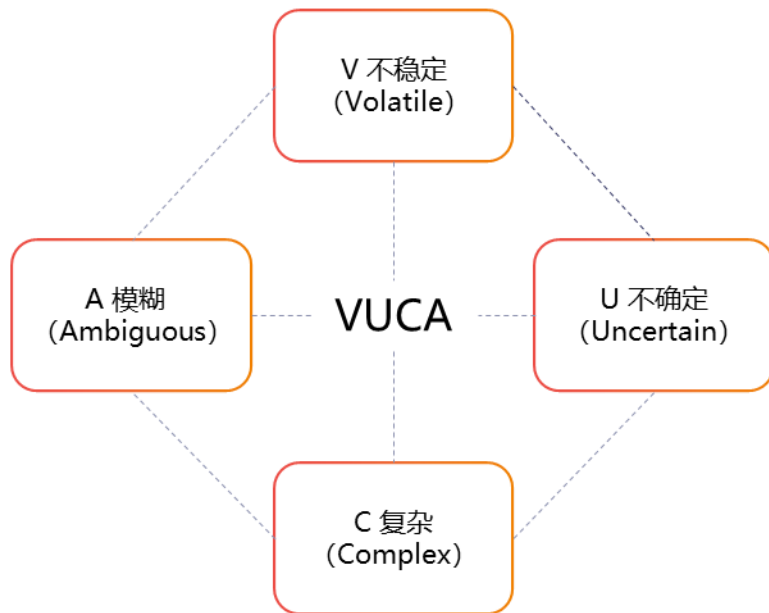 V 不稳定
（Volatile）
A 模糊
（Ambiguous）
VUCA
U 不确定
（Uncertain）
C 复杂
（Complex）